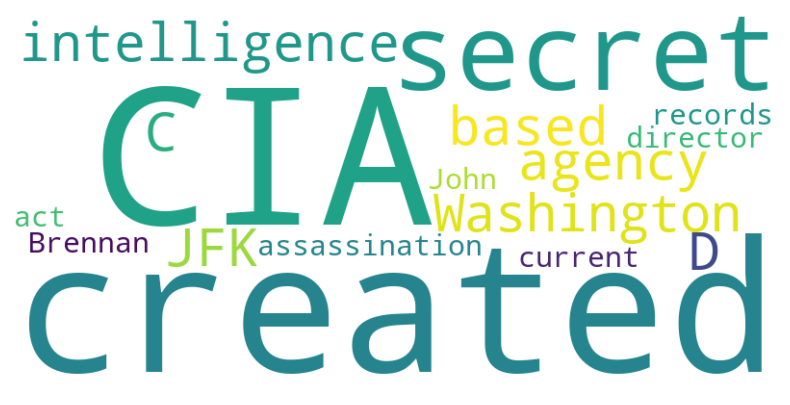 intelligence secret
CIA
C
based
records
director
agency
John
Washington
act
Brennan
JFK
assassination
current
D
created